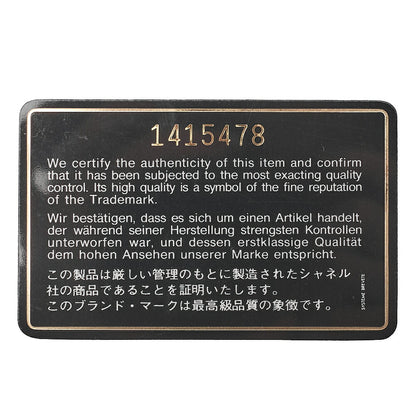 1415478
We certify the authenticity of this item and confirm
that it has been subjected to the most exacting quality
control. Its high quality is a symbol of the fine reputation
of the Trademark.
Wir bestätigen, dass es sich um einen Artikel handelt,
der während seiner Herstellung strengsten Kontrollen
unterworfen war, und dessen erstklassige Qualität
dem hohen Ansehen unserer Marke entspricht.
この製品は厳しい管理のもとに製造されたシャネル
社の商品であることを証明いたします。
このブランド・マークは最高級品質の象徴です。